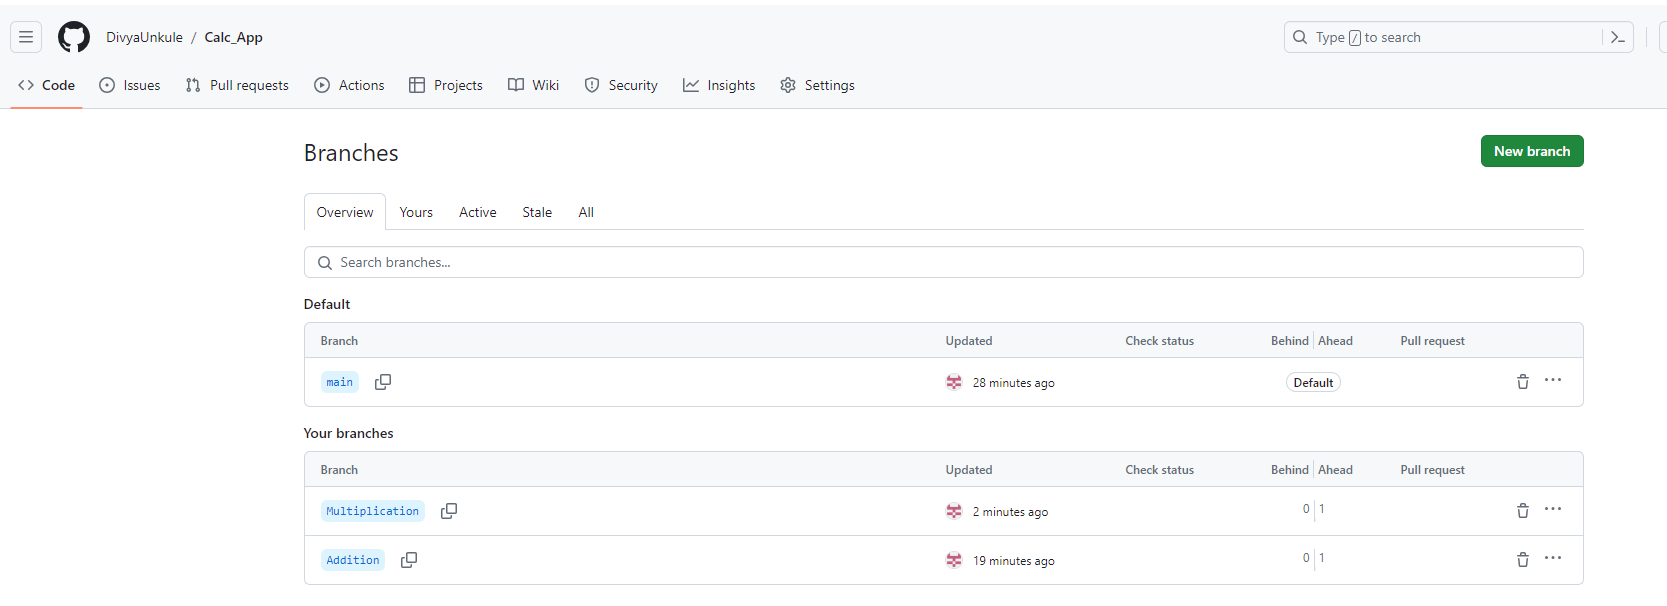 DivyaUnkule / Calc_App
Type / to search
Code Issues Pull requests Actions Projects Wiki Security Insights Settings
Branches
New branch
Overview Yours Active Stale All
Search branches...
Default
Branch Updated Check status Behind Ahead Pull request
main 28 minutes ago Default
Your branches
Branch Updated Check status Behind Ahead Pull request
Multiplication 2 minutes ago 0 1
Addition 19 minutes ago 0 1